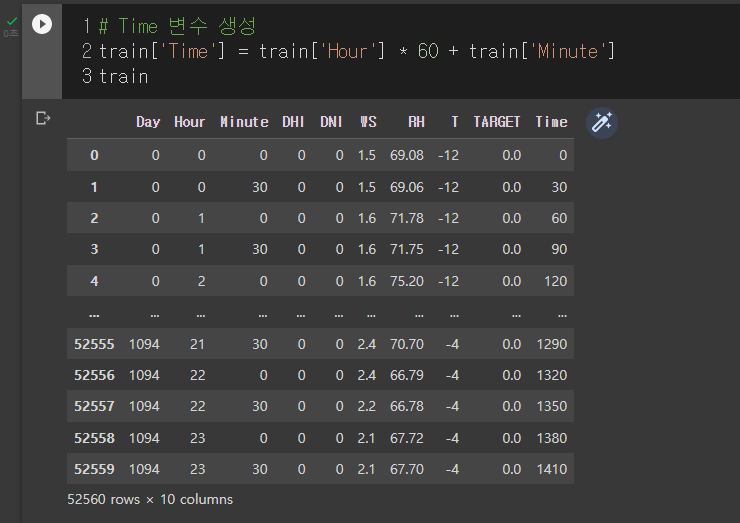 1 # Time 변수 생성
2 train['Time'] = train['Hour'] * 60 + train['Minute']
3 train
0초
Day Hour Minute DHI DNI WS RH T TARGET Time
0 0 0 0 0 0 1.5 69.08 -12 0.0 0
1 0 0 30 0 0 1.5 69.06 -12 0.0 30
2 0 1 0 0 0 1.6 71.78 -12 0.0 60
3 0 1 30 0 0 1.6 71.75 -12 0.0 90
4 0 2 0 0 0 1.6 75.20 -12 0.0 120
... ... ... ... ... ... ... ... ... ... ...
52555 1094 21 30 0 0 2.4 70.70 -4 0.0 1290
52556 1094 22 0 0 0 2.4 66.79 -4 0.0 1320
52557 1094 22 30 0 0 2.2 66.78 -4 0.0 1350
52558 1094 23 0 0 0 2.1 67.72 -4 0.0 1380
52559 1094 23 30 0 0 2.1 67.70 -4 0.0 1410
52560 rows × 10 columns